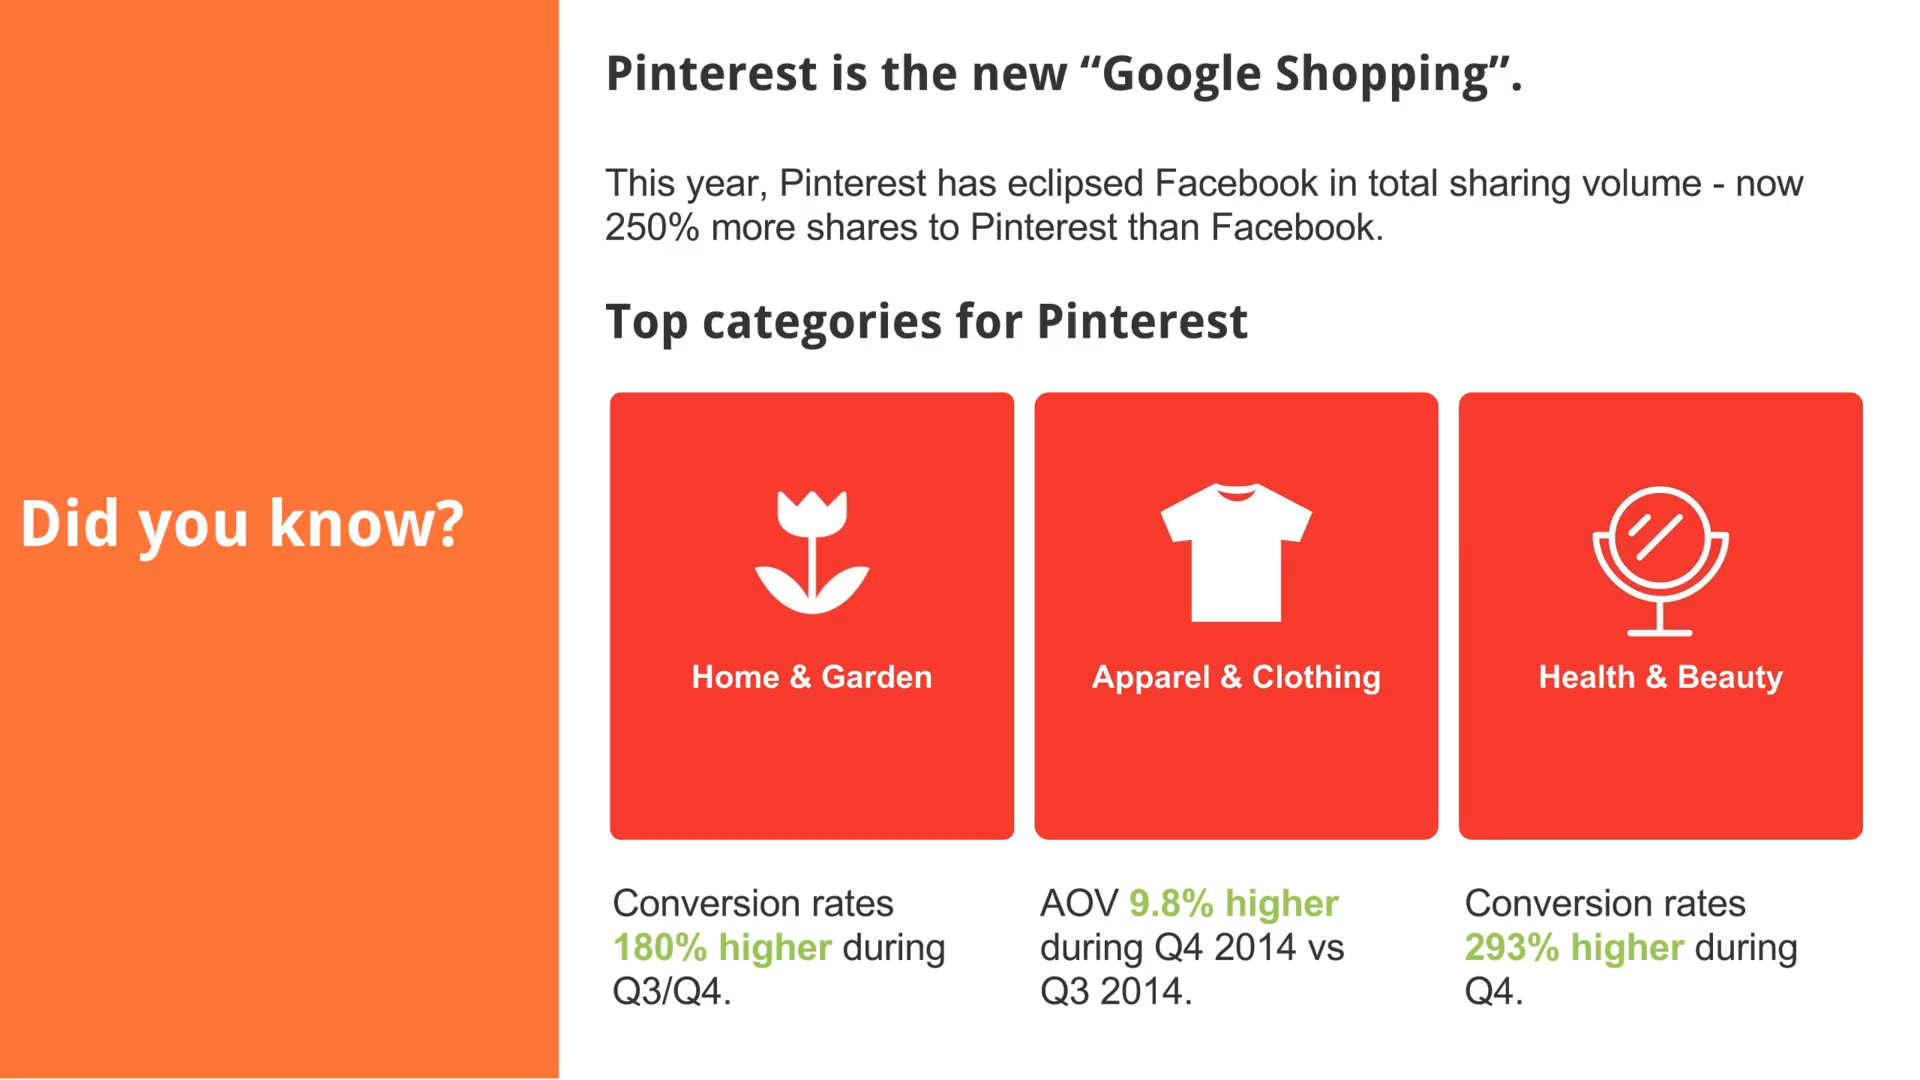 Did you know?
Pinterest is the new “Google Shopping”.
This year, Pinterest has eclipsed Facebook in total sharing volume - now
250% more shares to Pinterest than Facebook.
Top categories for Pinterest
Home & Garden
Apparel & Clothing
Health & Beauty
Conversion rates
180% higher during
Q3/Q4.
AOV 9.8% higher
during Q4 2014 vs
Q3 2014.
Conversion rates
293% higher during
Q4.